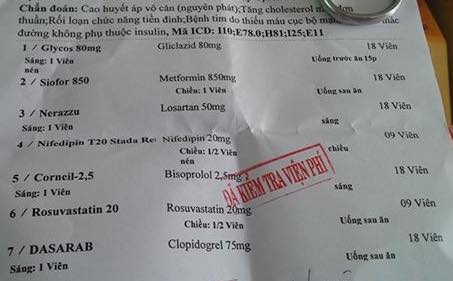 Chẩn đoán: Cao huyết áp vô căn (nguyên phát);Tăng cholesterol máu đơn
thuần;Rối loạn chức năng tiền đình;Bệnh tim do thiếu máu cục bộ mạn
đường không phụ thuộc insulin, Mã ICD: I10;E78.0;H81;I25;E11
1 / Glycos 80mg Gliclazid 80mg 18 Viên
Sáng: 1 Viên Uống trước ăn 15p
nén
2 / Siofor 850 Metformin 850mg 18 Viên
Chiều: 1 Viên Uống sau ăn
3 / Nerazzu Losartan 50mg 18 Viên
Sáng: 1 Viên sáng
4 / Nifedipin T20 Stada Re Nifedipin 20mg 09 Viên
Chiều: 1/2 Viên chiều
nén
5 / Corneil-2,5 Bisoprolol 2,5mg 18 Viên
Sáng: 1 Viên sáng
ĐÃ KIỂM TRA VIỆN PHÍ
6 / Rosuvastatin 20 Rosuvastatin 20mg 09 Viên
Chiều: 1/2 Viên Uống sau ăn
7 / DASARAB Clopidogrel 75mg 18 Viên
Sáng: 1 Viên Uống sau ăn